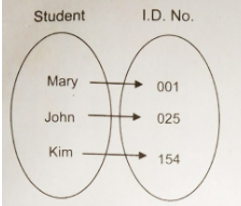 Student I.D. No.
Mary 001
John 025
Kim 154